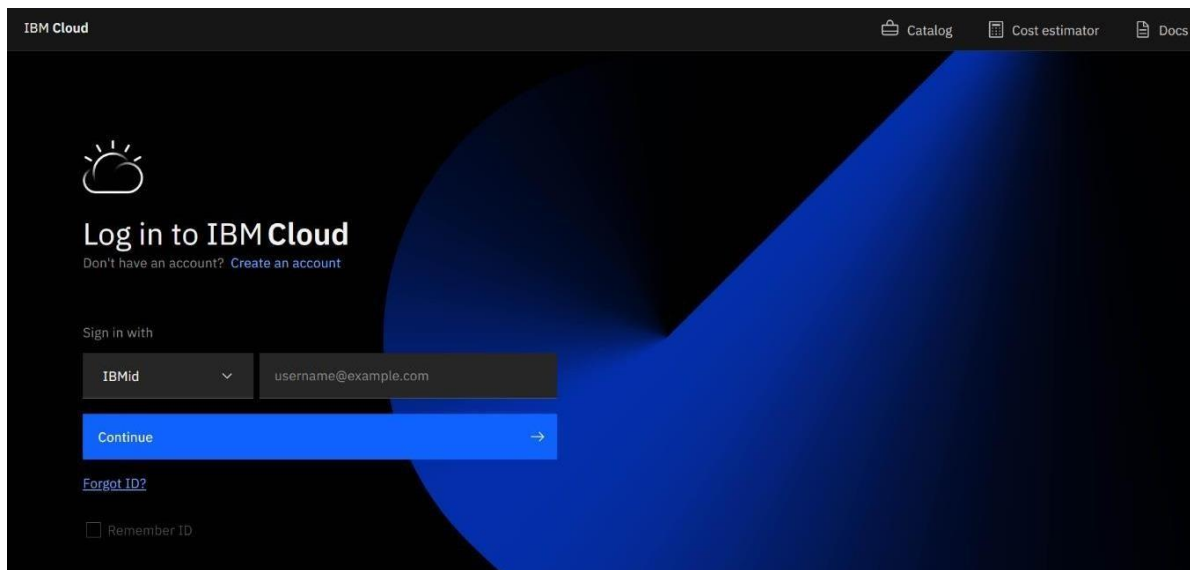 IBM Cloud Catalog Cost estimator Docs
Log in to IBM Cloud
Don't have an account? Create an account
Sign in with
IBMid username@example.com
Continue
Forgot ID?
Remember ID